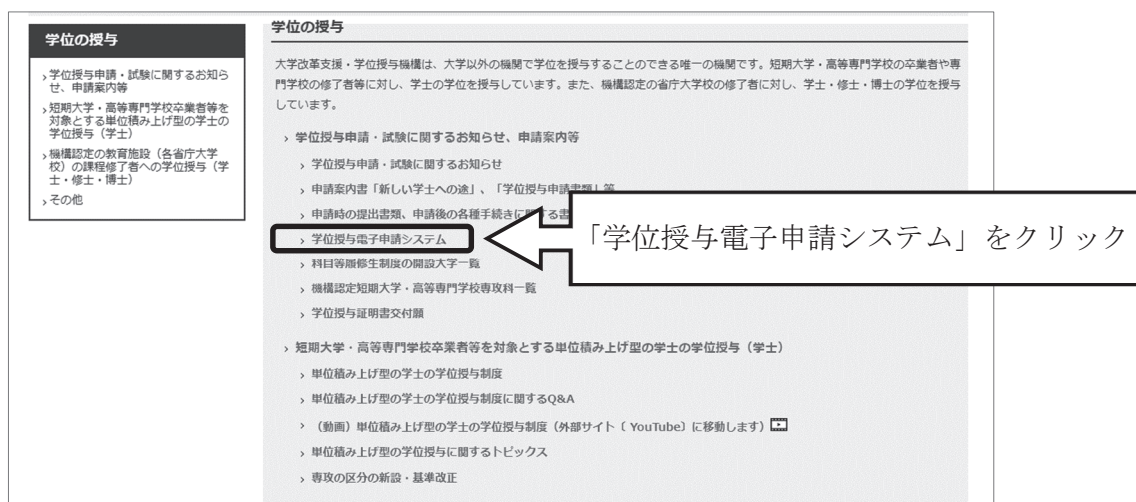 学位の授与
›学位授与申請・試験に関するお知ら
せ、申請案内等
›短期大学・高等専門学校卒業者等を
対象とする単位積み上げ型の学士の
学位授与（学士）
›機構認定の教育施設（各省庁大学
校）の課程修了者への学位授与（学
士・修士・博士）
›その他
学位の授与
大学改革支援・学位授与機構は、大学以外の機関で学位を授与することのできる唯一の機関です。短期大学・高等専門学校の卒業者や専
門学校の修了者等に対し、学士の学位を授与しています。また、機構認定の省庁大学校の修了者に対し、学士・修士・博士の学位を授与
しています。
› 学位授与申請・試験に関するお知らせ、申請案内等
› 学位授与申請・試験に関するお知らせ
› 申請案内書「新しい学士への途」、「学位授与申請書類」等
› 申請時の提出書類、申請後の各種手続きに関する書
› 学位授与電子申請システム
「学位授与電子申請システム」をクリック
› 科目等履修生制度の開設大学一覧
› 機構認定短期大学・高等専門学校専攻科一覧
› 学位授与証明書交付願
› 短期大学・高等専門学校卒業者等を対象とする単位積み上げ型の学士の学位授与（学士）
› 単位積み上げ型の学士の学位授与制度
› 単位積み上げ型の学士の学位授与制度に関するQ&A
› （動画）単位積み上げ型の学士の学位授与制度（外部サイト〔 YouTube〕に移動します）
› 単位積み上げ型の学位授与に関するトピックス
› 専攻の区分の新設・基準改正